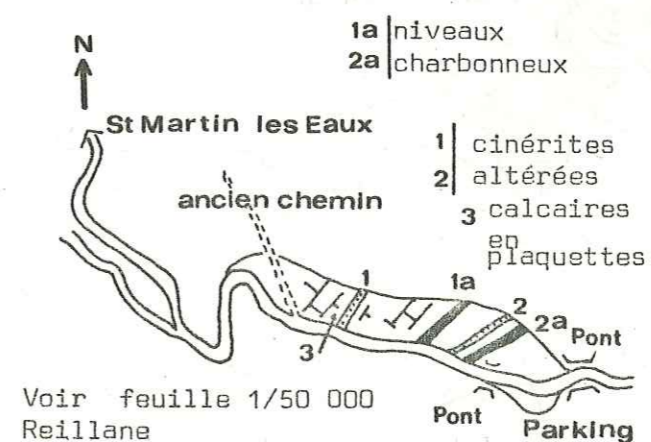 1a niveaux
2a charbonneux
N
St Martin les Eaux
1 cinérites
2 altérées
3 calcaires
en
plaquettes
ancien chemin
1
1a
2
2a
Pont
3
Voir feuille 1/50 000
Reillane
Pont
Parking